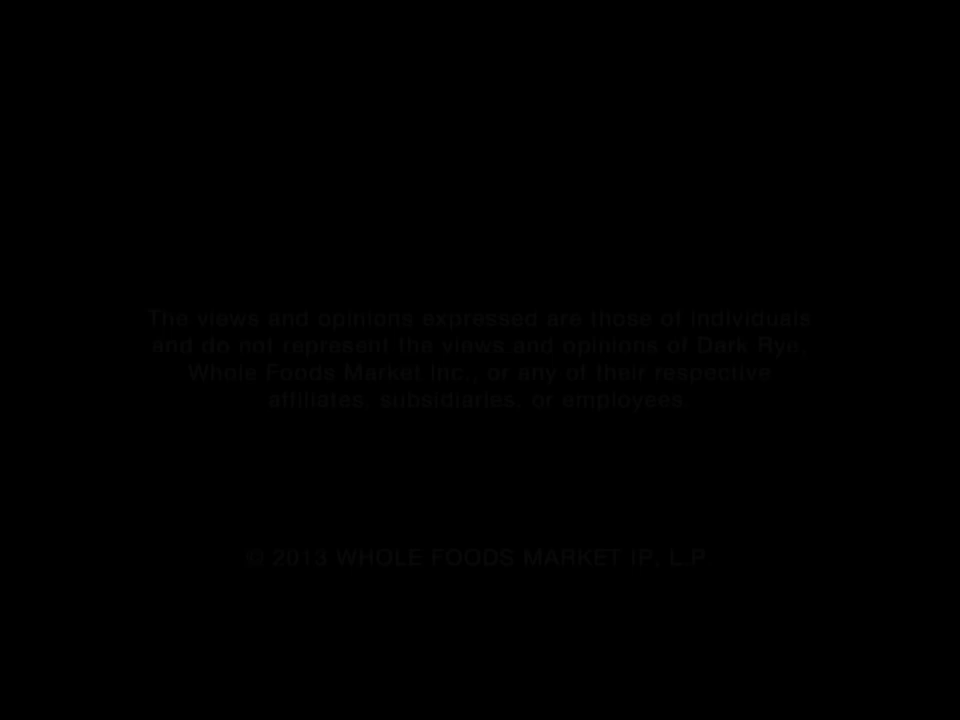 The views and opinions expressed are those of individuals
and do not represent the views and opinions of Dark Rye,
Whole Foods Market Inc., or any of their respective
affiliates, subsidiaries, or employees.
© 2013 WHOLE FOODS MARKET IP, L.P